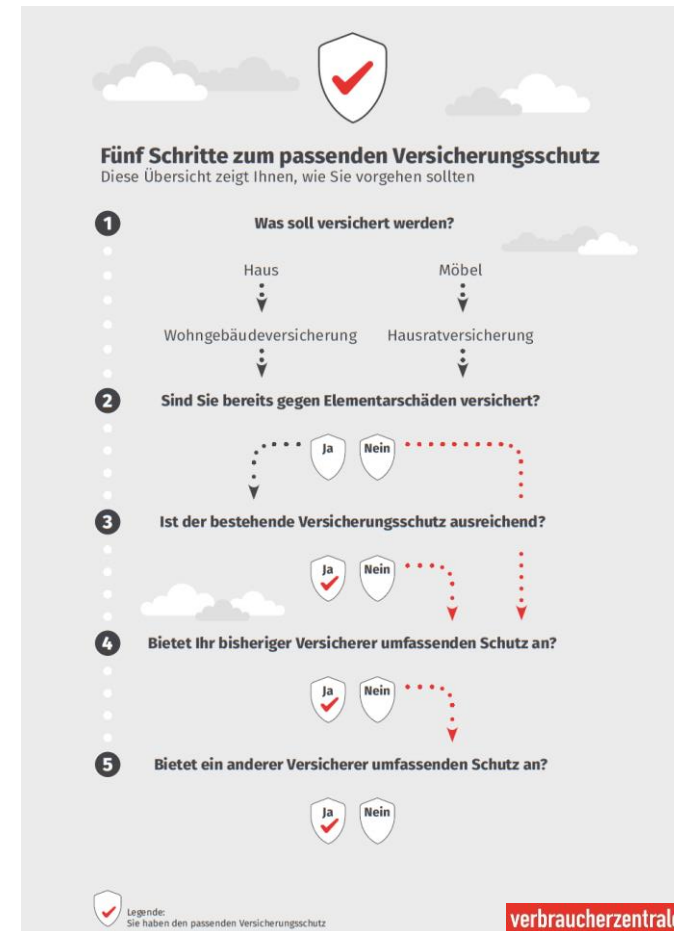 Fünf Schritte zum passenden Versicherungsschutz
Diese Übersicht zeigt Ihnen, wie Sie vorgehen sollten
1 Was soll versichert werden?
Haus Möbel
Wohngebäudeversicherung Hausratversicherung
2 Sind Sie bereits gegen Elementarschäden versichert?
Ja Nein
3 Ist der bestehende Versicherungsschutz ausreichend?
Ja Nein
4 Bietet Ihr bisheriger Versicherer umfassenden Schutz an?
Ja Nein
5 Bietet ein anderer Versicherer umfassenden Schutz an?
Ja Nein
Legende:
Sie haben den passenden Versicherungsschutz
verbraucherzentrale